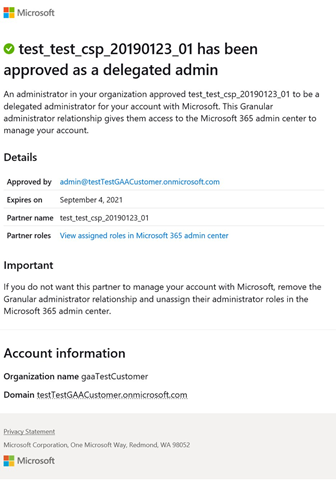 Microsoft
test_test_csp_20190123_01 has been
approved as a delegated admin
An administrator in your organization approved test_test_csp_20190123_01 to be a
delegated administrator for your account with Microsoft. This Granular
administrator relationship gives them access to the Microsoft 365 admin center to
manage your account.
Details
Approved by admin@testTestGAACustomer.onmicrosoft.com
Expires on September 4, 2021
Partner name test_test_csp_20190123_01
Partner roles View assigned roles in Microsoft 365 admin center
Important
If you do not want this partner to manage your account with Microsoft, remove the
Granular administrator relationship and unassign their administrator roles in the
Microsoft 365 admin center.
Account information
Organization name gaaTestCustomer
Domain testTestGAACustomer.onmicrosoft.com
Privacy Statement
Microsoft Corporation, One Microsoft Way, Redmond, WA 98052
Microsoft